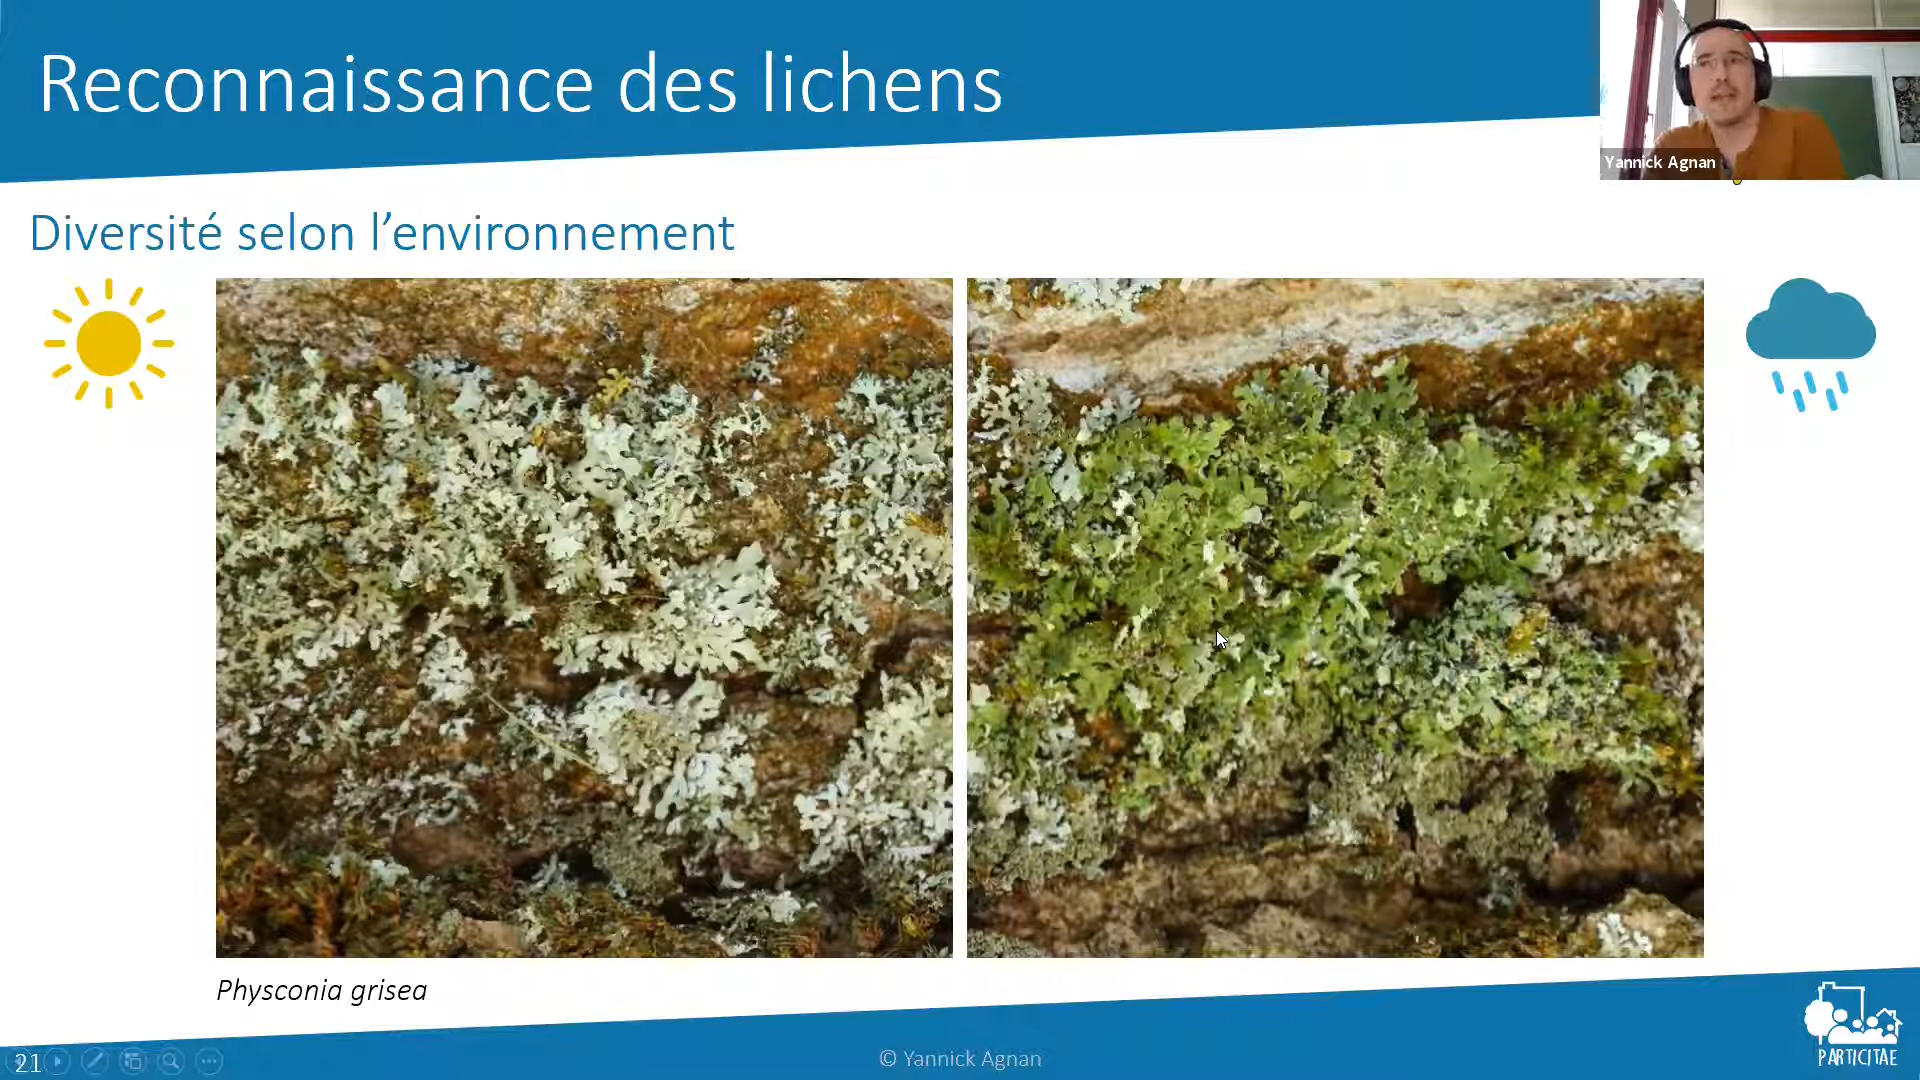 Reconnaissance des lichens
Yannick Agnan
Diversité selon l’environnement
Physconia grisea
21
© Yannick Agnan
PARTICITAE